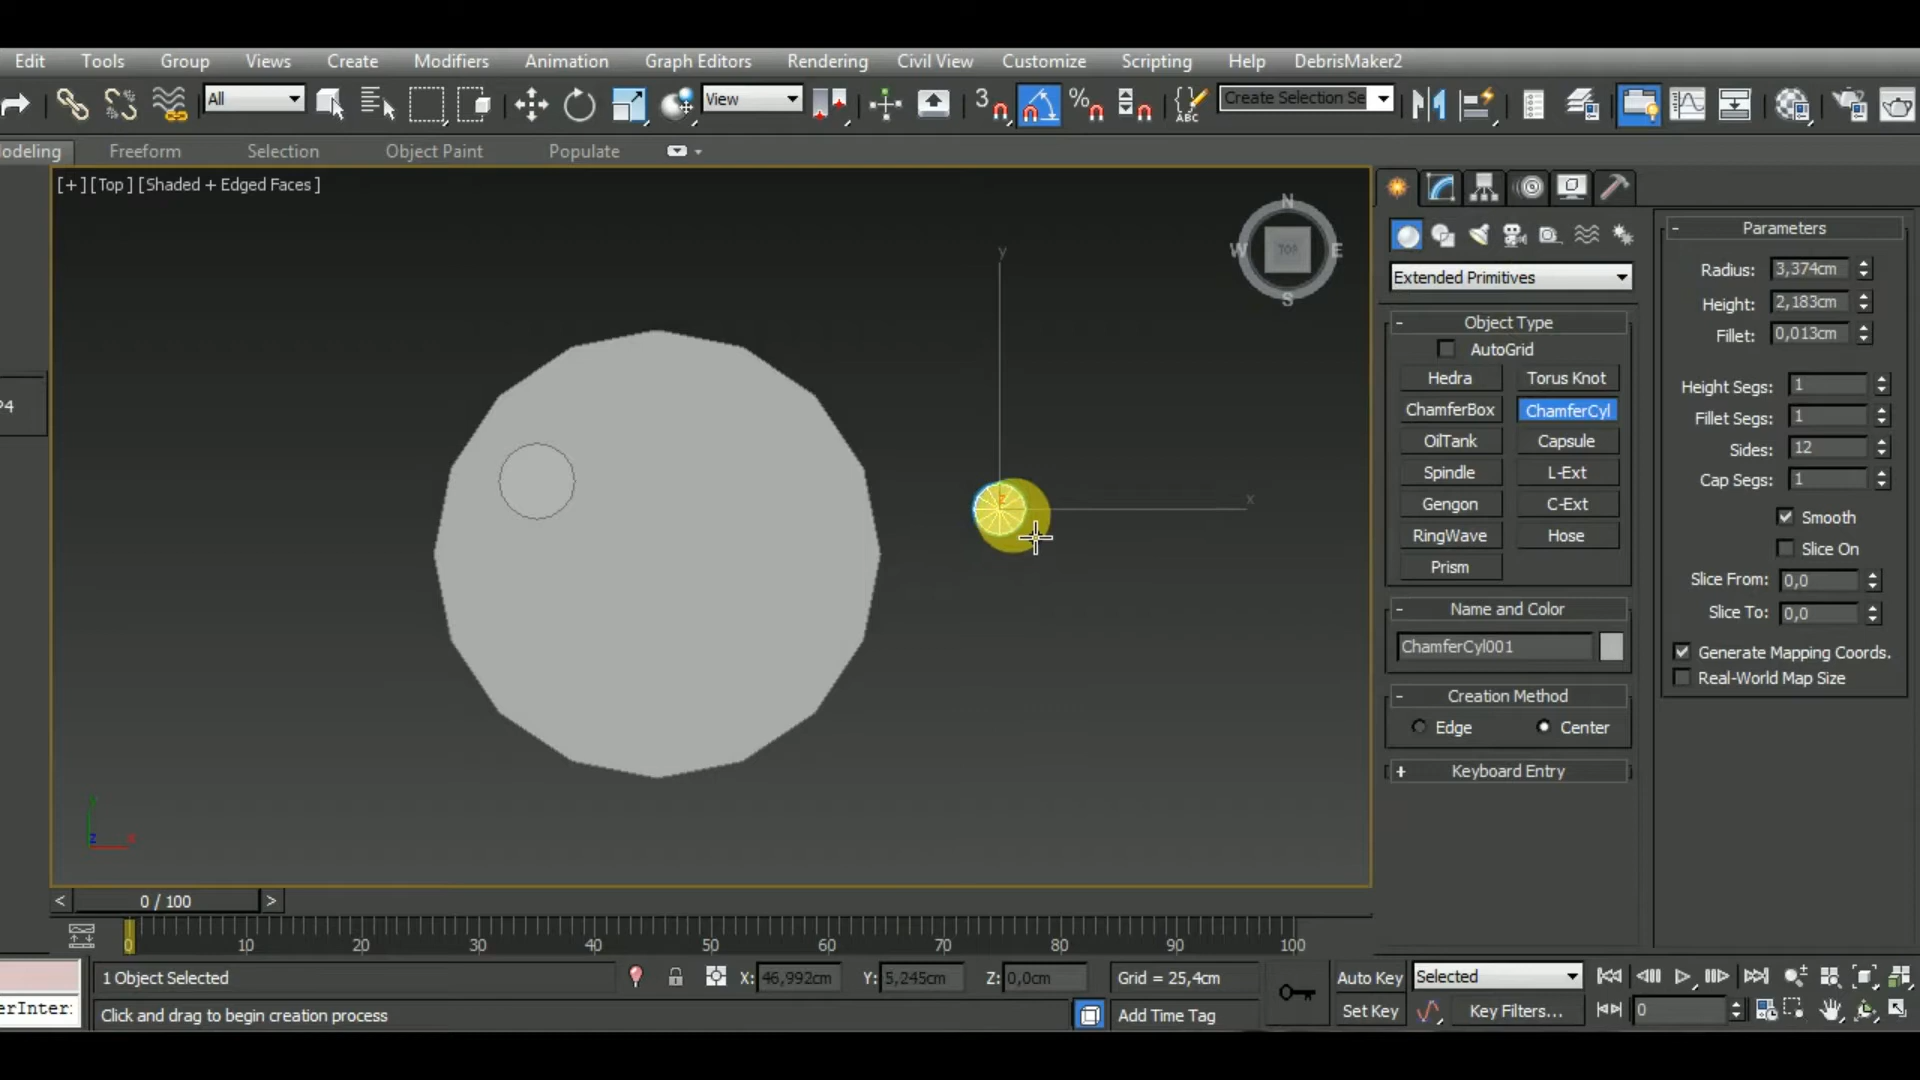 Edit Tools Group Views Create Modifiers Animation Graph Editors Rendering Civil View Customize Scripting Help DebrisMaker2
All View 3 % ABC Create Selection Se
odeling Freeform Selection Object Paint Populate
[+] [Top] [Shaded + Edged Faces]
N
W TOP E
S
y
x
z
P4
y
z x
Extended Primitives
- Object Type
AutoGrid
Hedra Torus Knot
ChamferBox ChamferCyl
OilTank Capsule
Spindle L-Ext
Gengon C-Ext
RingWave Hose
Prism
- Name and Color
ChamferCyl001
- Creation Method
Edge Center
+ Keyboard Entry
- Parameters
Radius: 3,374cm
Height: 2,183cm
Fillet: 0,013cm
Height Segs: 1
Fillet Segs: 1
Sides: 12
Cap Segs: 1
Smooth
Slice On
Slice From: 0,0
Slice To: 0,0
Generate Mapping Coords.
Real-World Map Size
< 0 / 100 >
0 10 20 30 40 50 60 70 80 90 100
1 Object Selected X: 46,992cm Y: 5,245cm Z: 0,0cm Grid = 25,4cm Auto Key Selected
erInter: Click and drag to begin creation process Add Time Tag Set Key Key Filters... 0